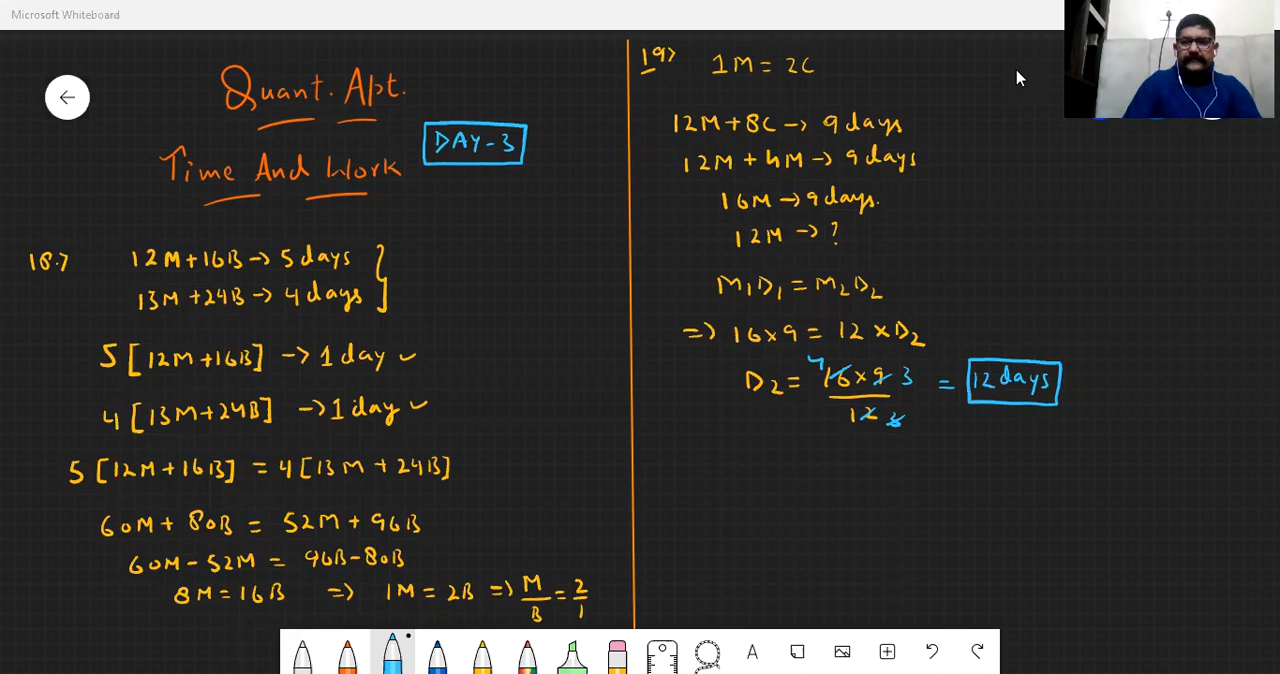 Microsoft Whiteboard
Quant. Apt.
DAY-3
Time And Work
18.7
12M+16B → 5 days
13M+24B → 4 days
5 [12M+16B] → 1 day ✓
4 [13M+24B] → 1 day ✓
5 [12M+16B] = 4 [13M + 24B]
60M + 80B = 52M + 96B
60M - 52M = 96B-80B
8M = 16B => 1M = 2B => M/B = 2/1
19>
1M = 2C
12M+8C → 9 days
12M + 4M → 9 days
16M → 9 days.
12M → ?
M1D1 = M2D2
=> 16×9 = 12 × D2
D2 = 16×9/12 = 12 days
4 3
3
A